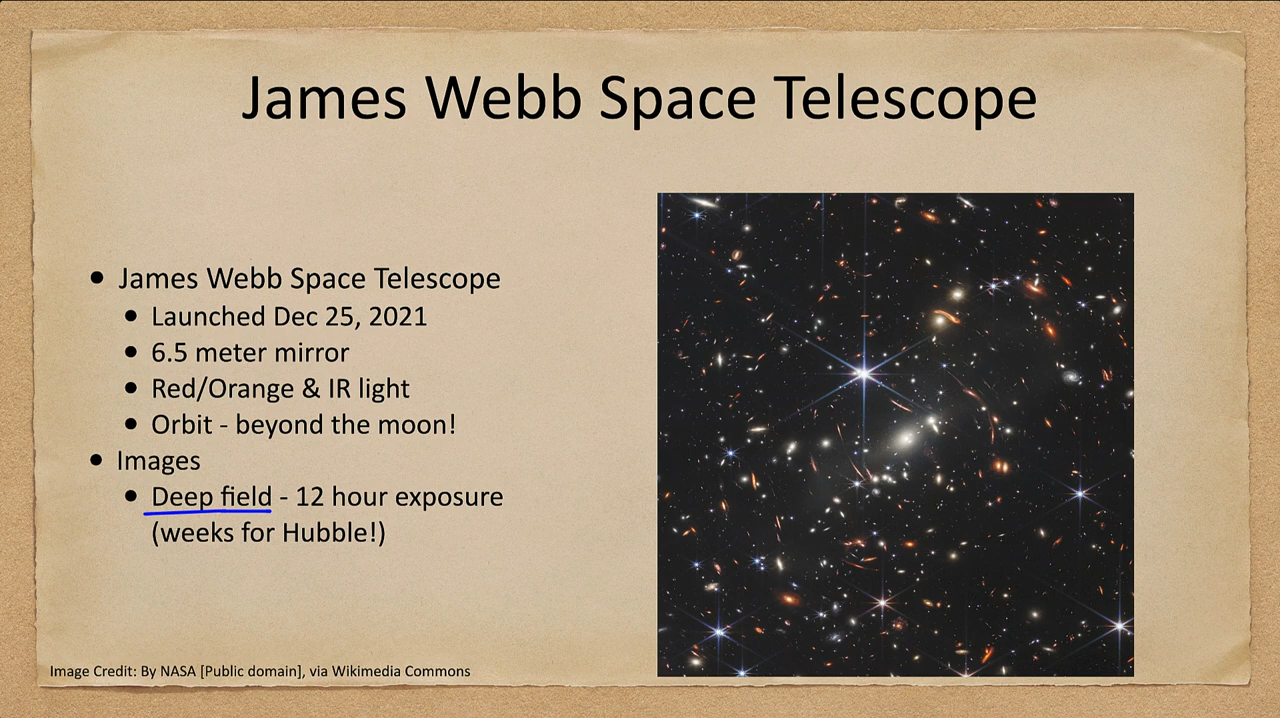 James Webb Space Telescope
• James Webb Space Telescope
• Launched Dec 25, 2021
• 6.5 meter mirror
• Red/Orange & IR light
• Orbit - beyond the moon!
• Images
• Deep field - 12 hour exposure
(weeks for Hubble!)
Image Credit: By NASA [Public domain], via Wikimedia Commons